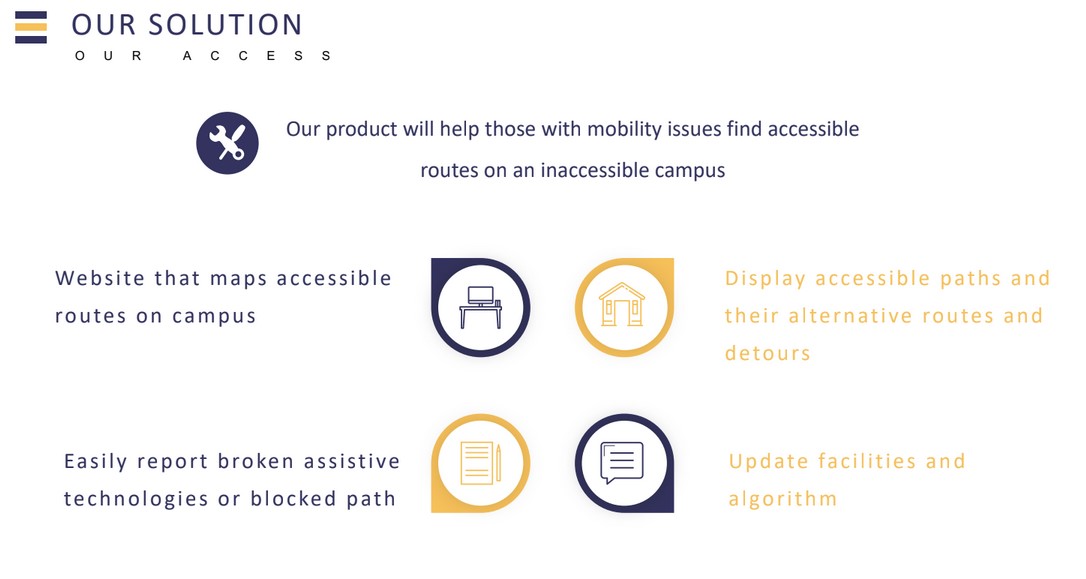 OUR SOLUTION
OUR ACCESS
Our product will help those with mobility issues find accessible
routes on an inaccessible campus
Website that maps accessible
routes on campus
Display accessible paths and
their alternative routes and
detours
Easily report broken assistive
technologies or blocked path
Update facilities and
algorithm